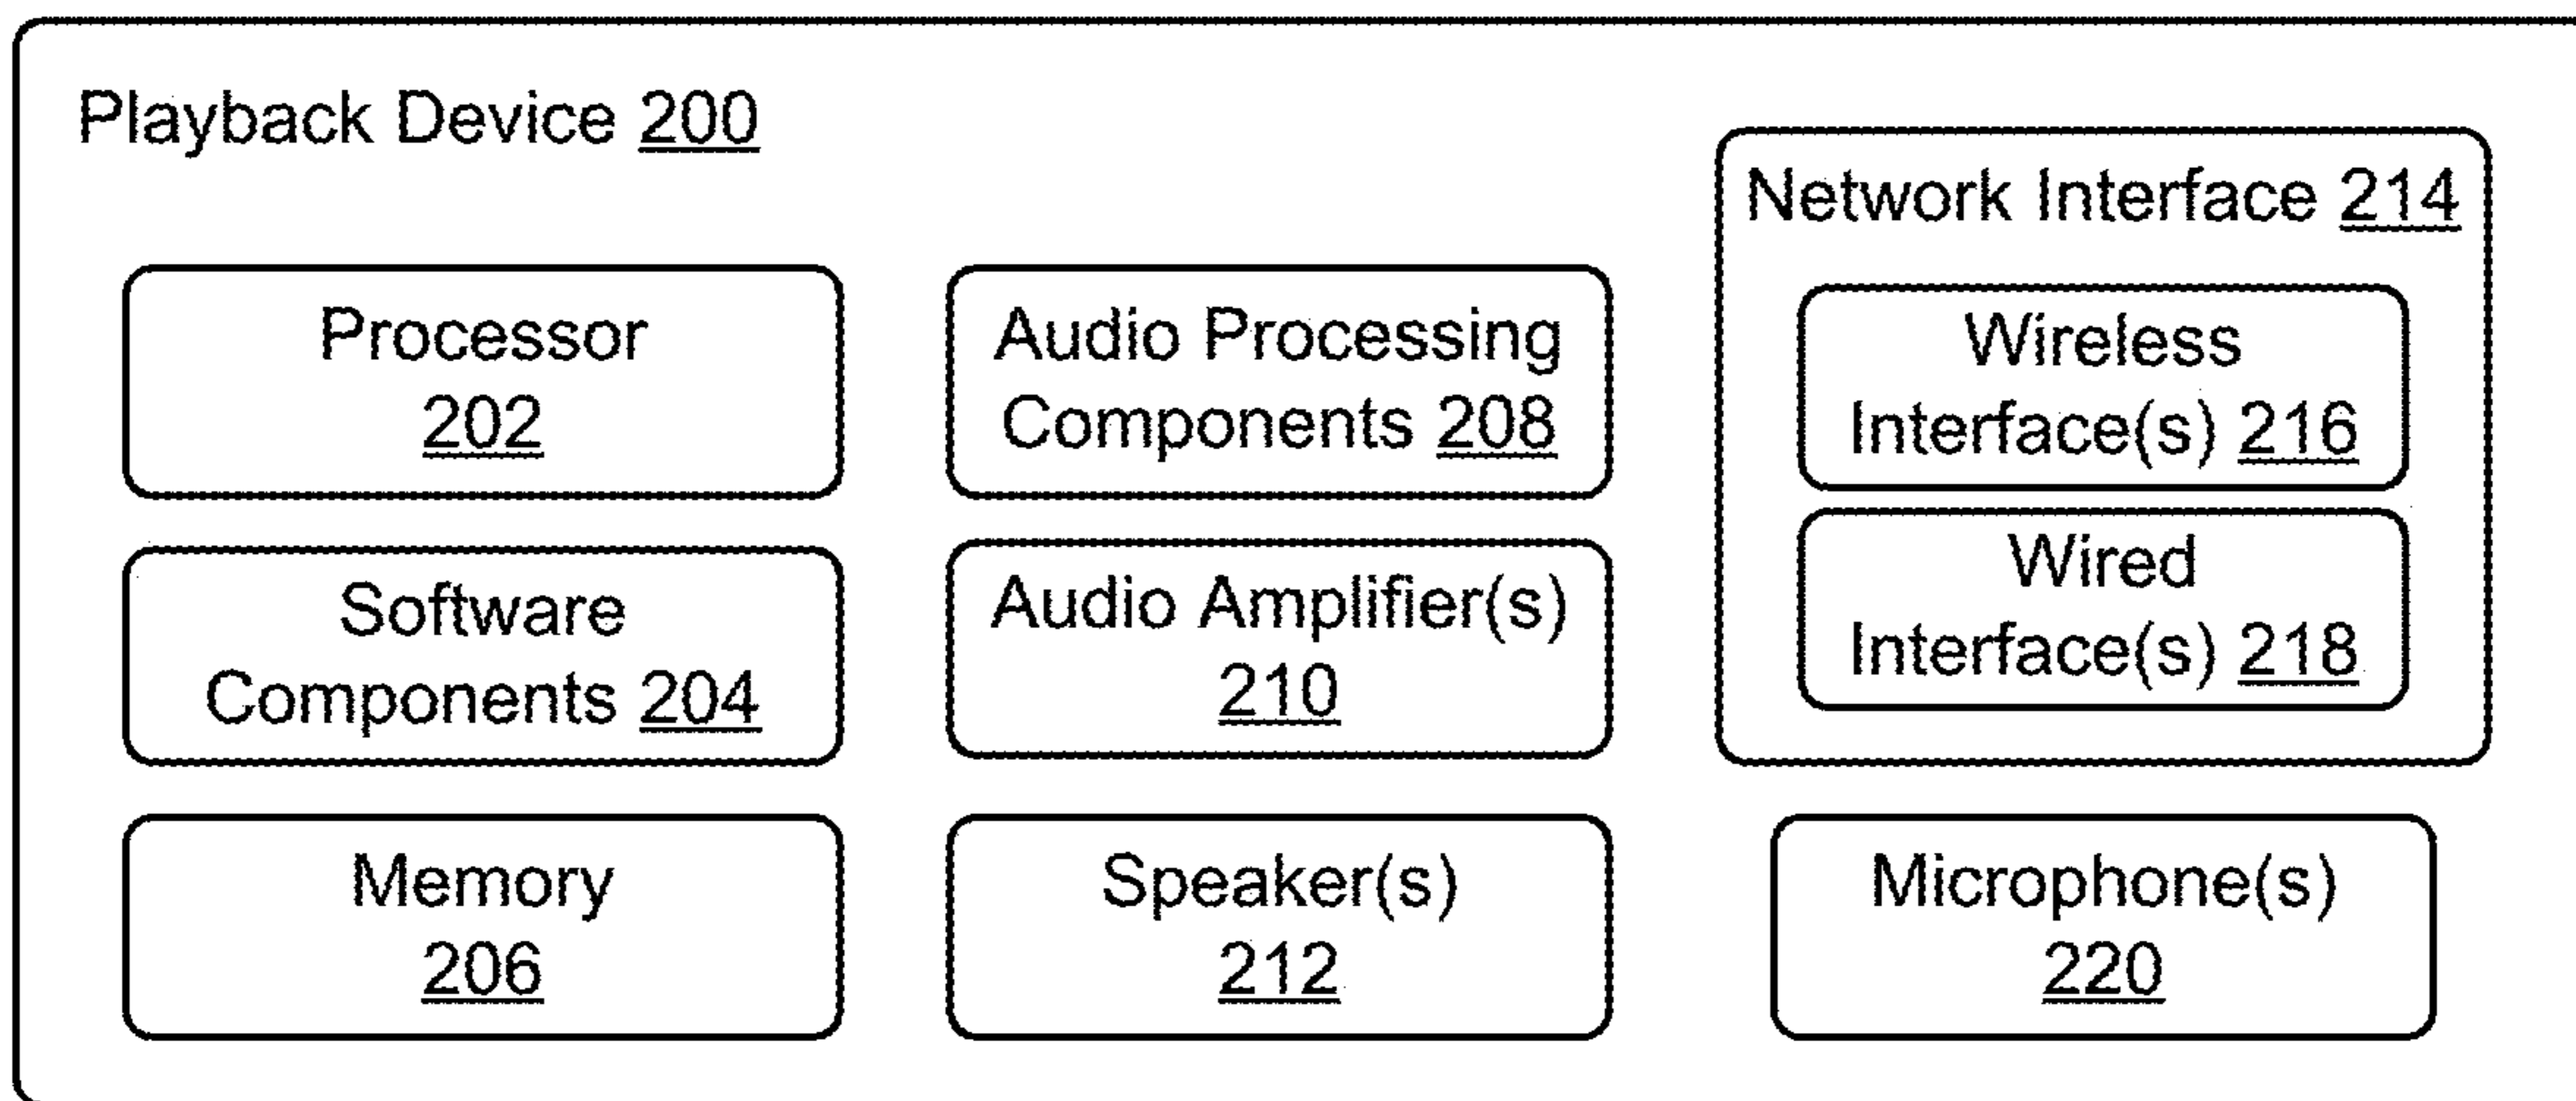 Playback Device 200
Processor
202
Software
Components 204
Memory
206
Audio Processing
Components 208
Audio Amplifier(s)
210
Speaker(s)
212
Network Interface 214
Wireless
Interface(s) 216
Wired
Interface(s) 218
Microphone(s)
220